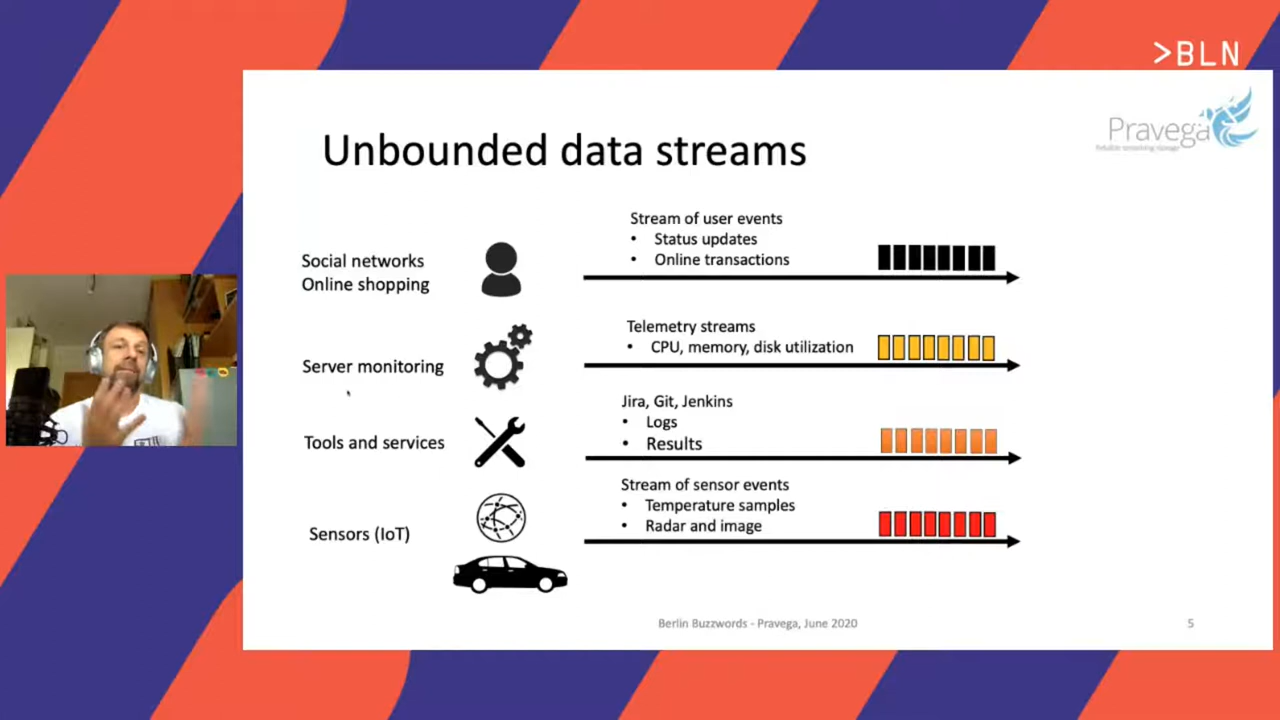 >BLN
Pravega
Unbounded data streams
Social networks
Online shopping
Stream of user events
• Status updates
• Online transactions
Server monitoring
Telemetry streams
• CPU, memory, disk utilization
Tools and services
Jira, Git, Jenkins
• Logs
• Results
Sensors (IoT)
Stream of sensor events
• Temperature samples
• Radar and image
Berlin Buzzwords - Pravega, June 2020
5